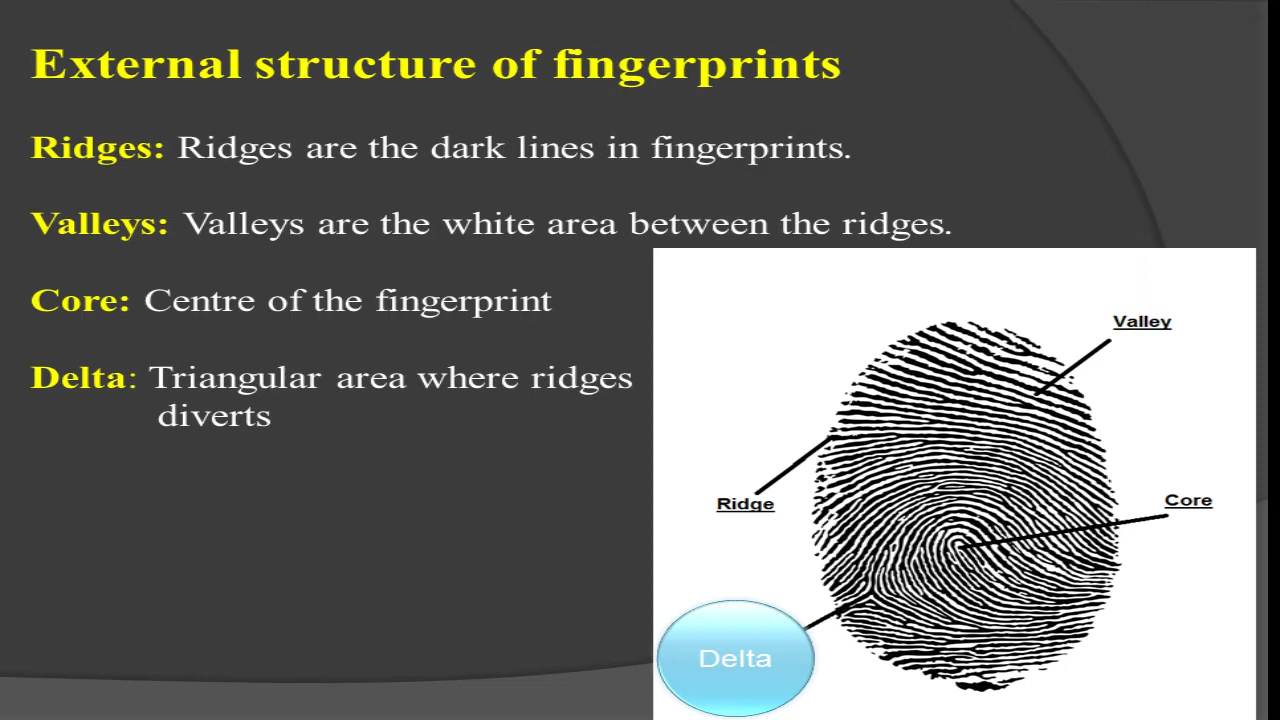 External structure of fingerprints
Ridges: Ridges are the dark lines in fingerprints.
Valleys: Valleys are the white area between the ridges.
Core: Centre of the fingerprint
Delta: Triangular area where ridges
diverts
Valley
Ridge
Core
Delta